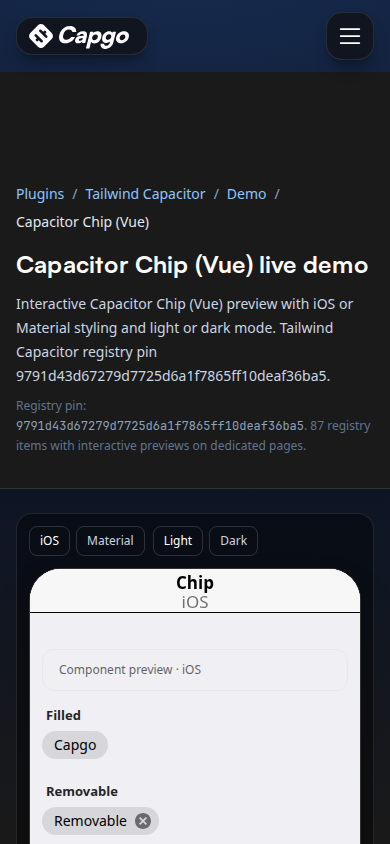 Capgo
Plugins / Tailwind Capacitor / Demo /
Capacitor Chip (Vue)
Capacitor Chip (Vue) live demo
Interactive Capacitor Chip (Vue) preview with iOS or
Material styling and light or dark mode. Tailwind
Capacitor registry pin
9791d43d67279d7725d6a1f7865ff10deaf36ba5.
Registry pin:
9791d43d67279d7725d6a1f7865ff10deaf36ba5. 87 registry
items with interactive previews on dedicated pages.
iOS Material Light Dark
Chip
iOS
Component preview · iOS
Filled
Capgo
Removable
Removable